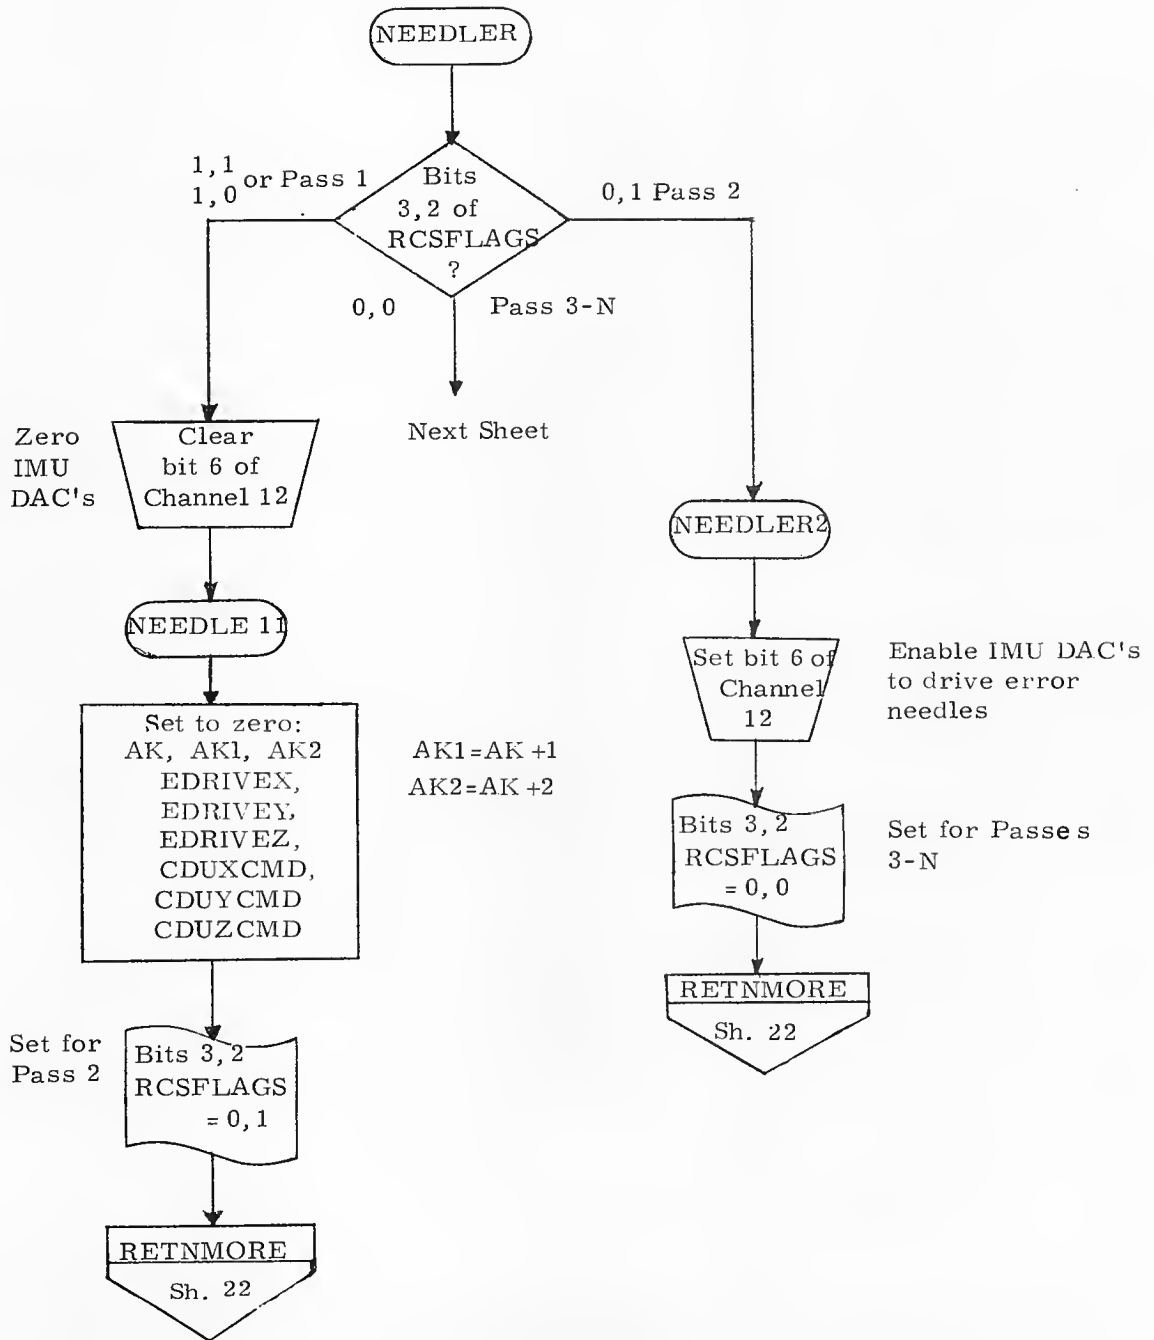 NEEDLER
1,1
1,0
or Pass 1
Bits
3,2 of
RCSFLAGS
?
0,1 Pass 2
0,0
Pass 3-N
Next Sheet
Zero
IMU
DAC's
Clear
bit 6 of
Channel 12
NEEDLE 11
Set to zero:
AK, AK1, AK2
EDRIVEX,
EDRIVEY,
EDRIVEZ,
CDUXCMD,
CDUYCMD
CDUZCMD
AK1=AK +1
AK2=AK +2
Set for
Pass 2
Bits 3,2
RCSFLAGS
= 0,1
RETNMORE
Sh. 22
NEEDLER2
Set bit 6 of
Channel
12
Enable IMU DAC's
to drive error
needles
Bits 3,2
RCSFLAGS
= 0,0
Set for Passes
3-N
RETNMORE
Sh. 22